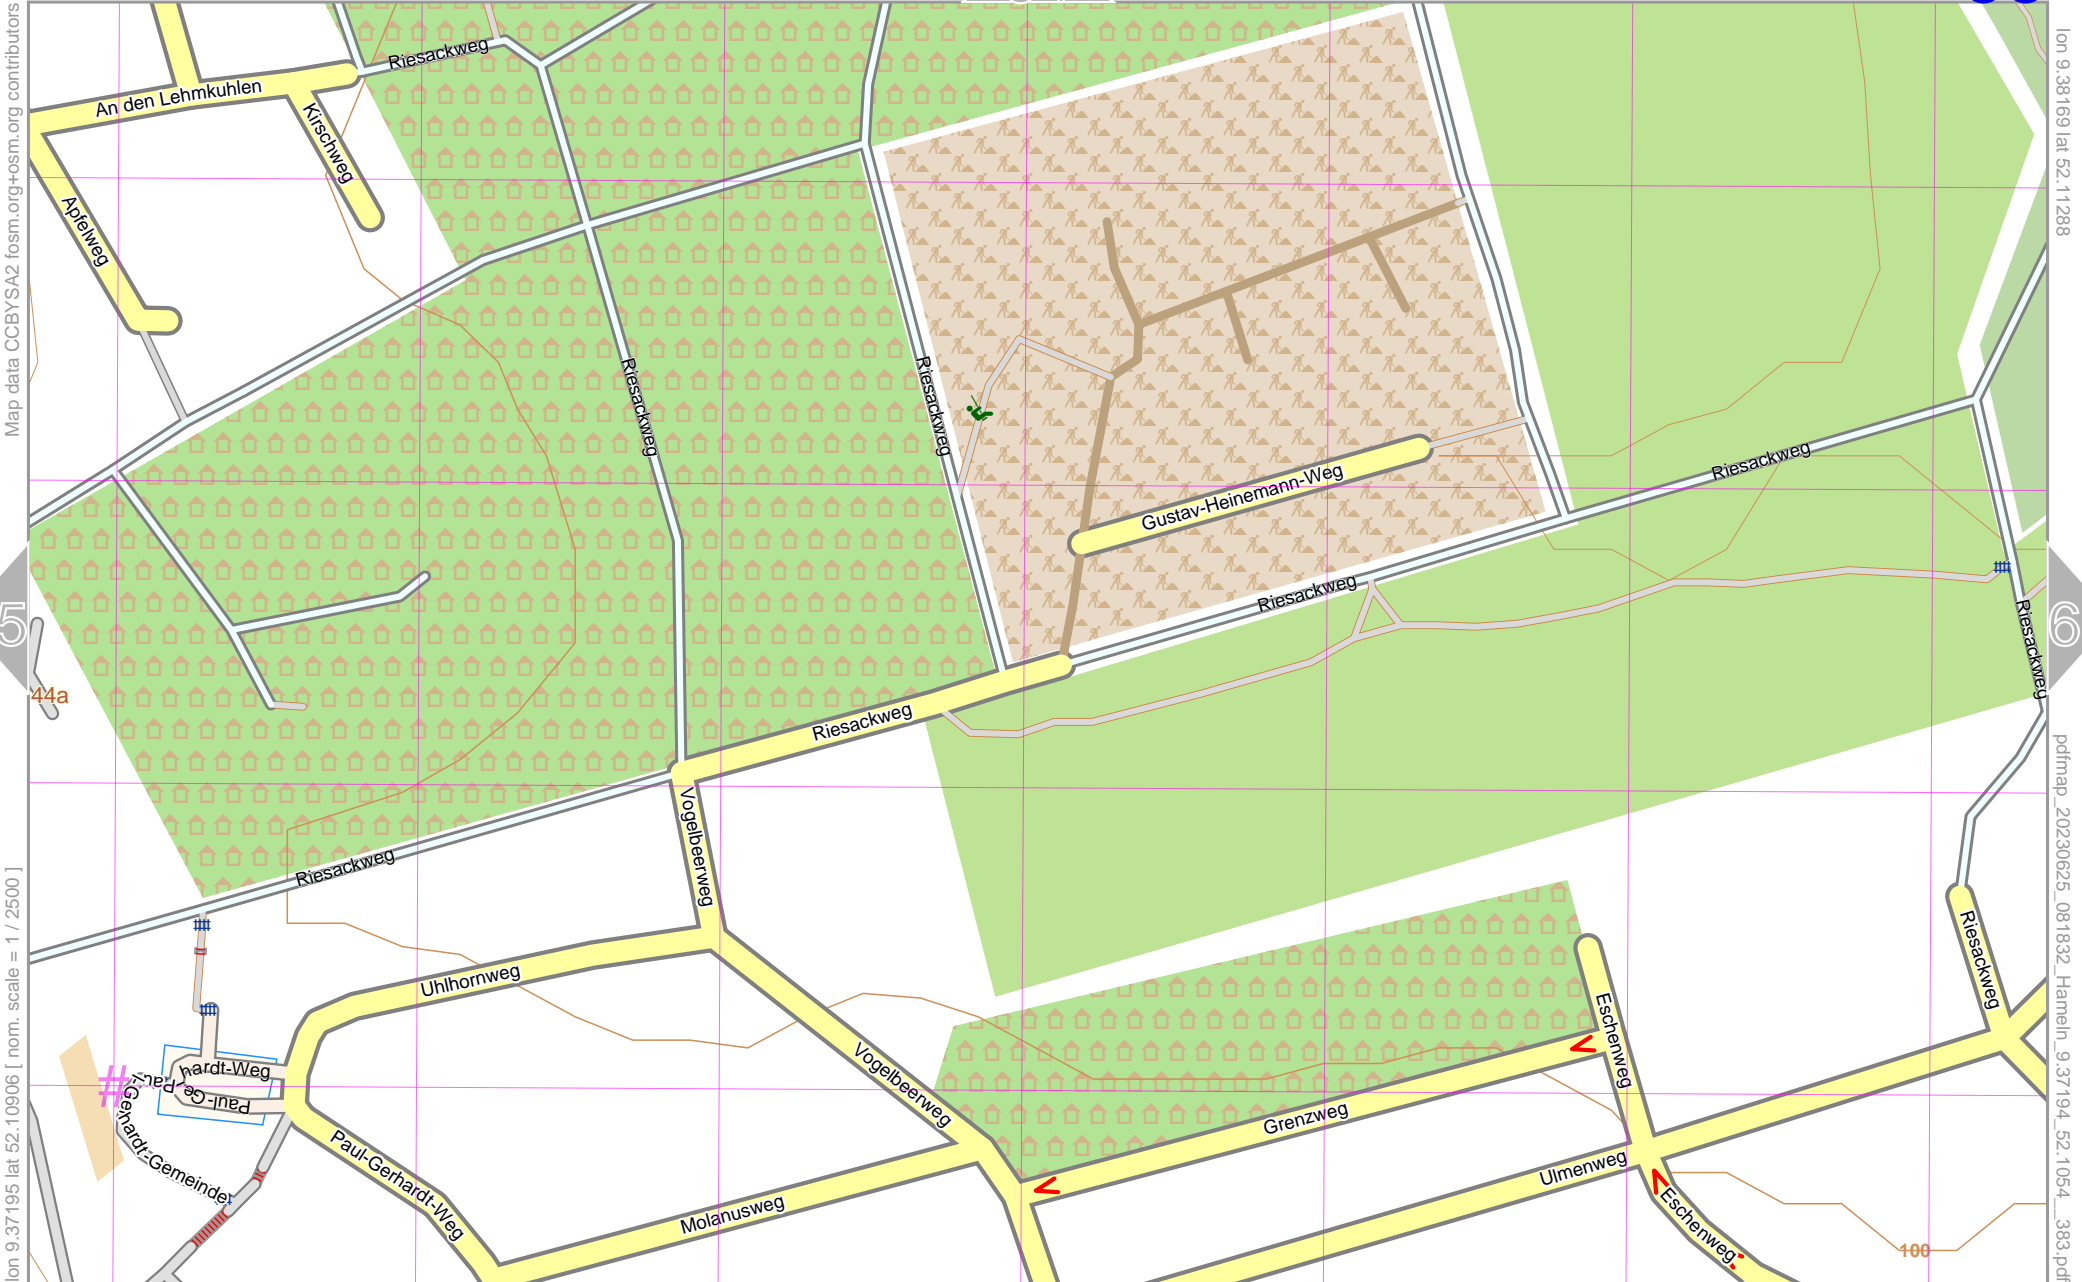 Map data CCBYSA2 fosm.org+osm.org contributors
lon 9.37195 lat 52.10906 [ nom. scale = 1 / 2500 ]
lon 9.38169 lat 52.11288
pdfmap_20230625_081832_Hameln_9.37194_52.1054__383.pdf
5
6
An den Lehmkuhlen
Riesackweg
Kirschweg
Apfelweg
Riesackweg
Riesackweg
Riesackweg
Gustav-Heinemann-Weg
Riesackweg
Riesackweg
44a
Riesackweg
Vogelbeerweg
Riesackweg
Riesackweg
Uhlhornweg
Eschenweg
Vogelbeerweg
hardt-Weg
Paul-Ge
Paul-
Gerhardt-Gemeinde
Grenzweg
Paul-Gerhardt-Weg
Ulmenweg
Molanusweg
Eschenweg
100
#